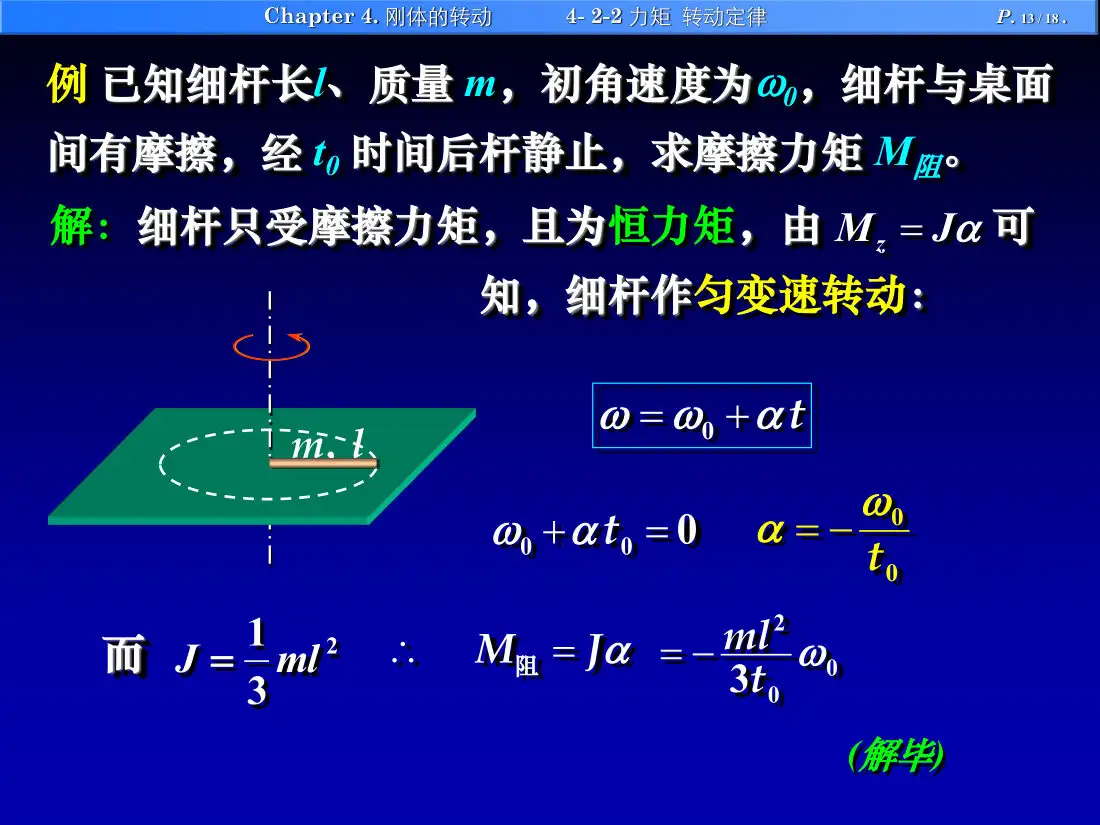 Chapter 4. 刚体的转动 4- 2-2 力矩 转动定律 P. 13 / 18 .
例 已知细杆长l、质量 m，初角速度为ω₀，细杆与桌面
间有摩擦，经 t₀ 时间后杆静止，求摩擦力矩 M阻。
解：细杆只受摩擦力矩，且为恒力矩，由 M_z = Jα 可
知，细杆作匀变速转动：
m, l
ω = ω₀ + α t
ω₀ + α t₀ = 0 α = − ω₀/t₀
而 J = 1/3 ml² ∴ M阻 = Jα = − ml²/3t₀ ω₀
(解毕)